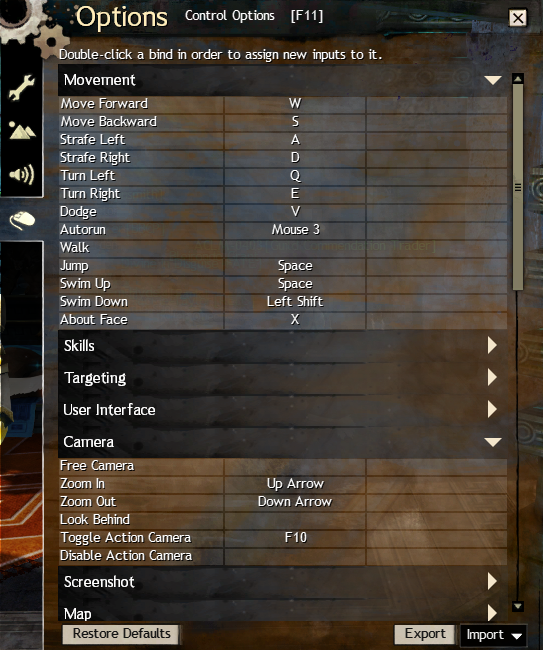 Options Control Options [F11]
Double-click a bind in order to assign new inputs to it.
Movement
Move Forward W
Move Backward S
Strafe Left A
Strafe Right D
Turn Left Q
Turn Right E
Dodge V
Autorun Mouse 3
Walk
Jump Space
Swim Up Space
Swim Down Left Shift
About Face X
Skills
Targeting
User Interface
Camera
Free Camera
Zoom In Up Arrow
Zoom Out Down Arrow
Look Behind
Toggle Action Camera F10
Disable Action Camera
Screenshot
Map
Restore Defaults Export Import